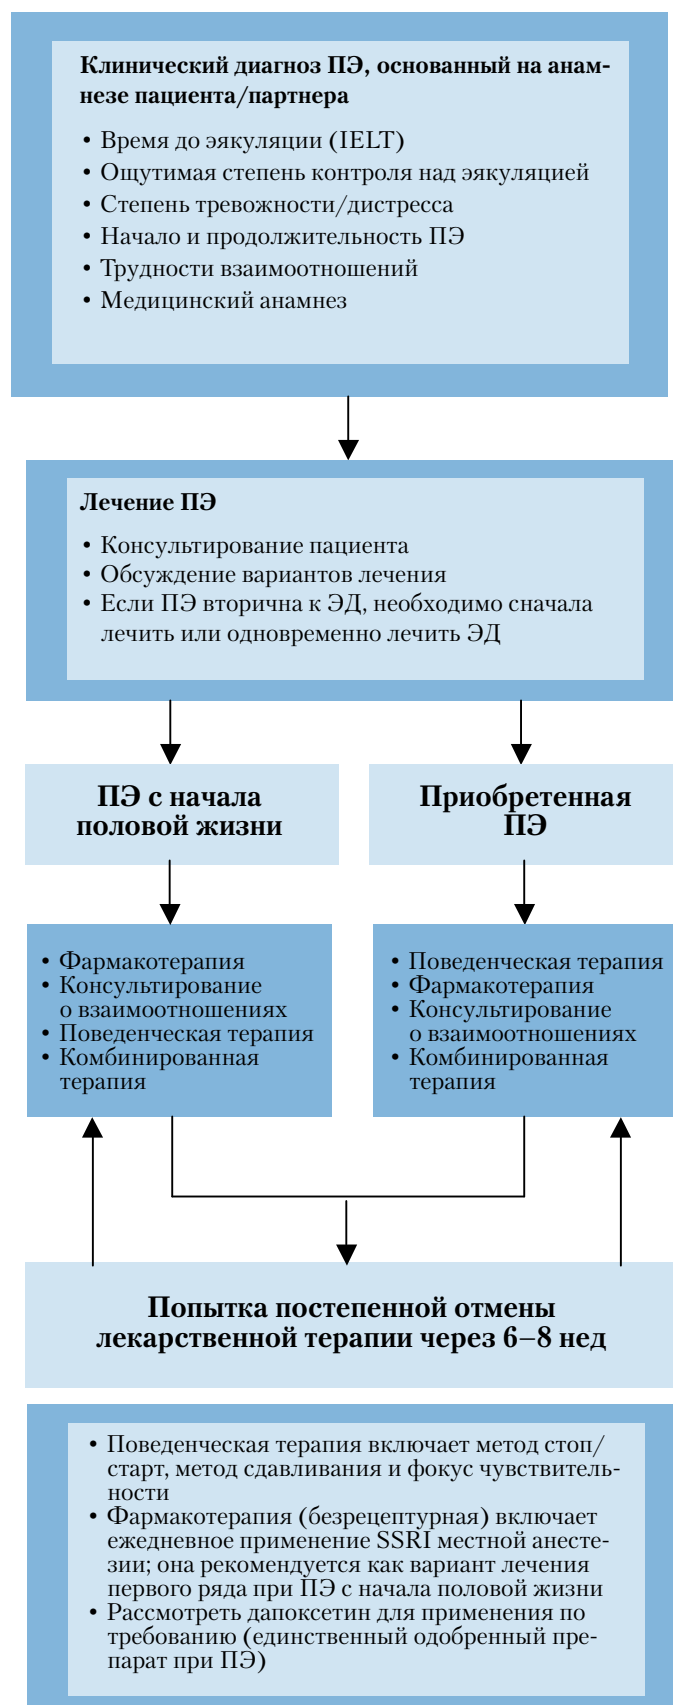 Клинический диагноз ПЭ, основанный на анам-
незе пациента/партнера
• Время до эякуляции (IELT)
• Ощутимая степень контроля над эякуляцией
• Степень тревожности/дистресса
• Начало и продолжительность ПЭ
• Трудности взаимоотношений
• Медицинский анамнез
Лечение ПЭ
• Консультирование пациента
• Обсуждение вариантов лечения
• Если ПЭ вторична к ЭД, необходимо сначала
лечить или одновременно лечить ЭД
ПЭ с начала
половой жизни
Приобретенная
ПЭ
• Фармакотерапия
• Консультирование
о взаимоотношениях
• Поведенческая терапия
• Комбинированная
терапия
• Поведенческая терапия
• Фармакотерапия
• Консультирование
о взаимоотношениях
• Комбинированная
терапия
Попытка постепенной отмены
лекарственной терапии через 6–8 нед
• Поведенческая терапия включает метод стоп/
старт, метод сдавливания и фокус чувствитель-
ности
• Фармакотерапия (безрецептурная) включает
ежедневное применение SSRI местной анесте-
зии; она рекомендуется как вариант лечения
первого ряда при ПЭ с начала половой жизни
• Рассмотреть дапоксетин для применения по
требованию (единственный одобренный пре-
парат при ПЭ)